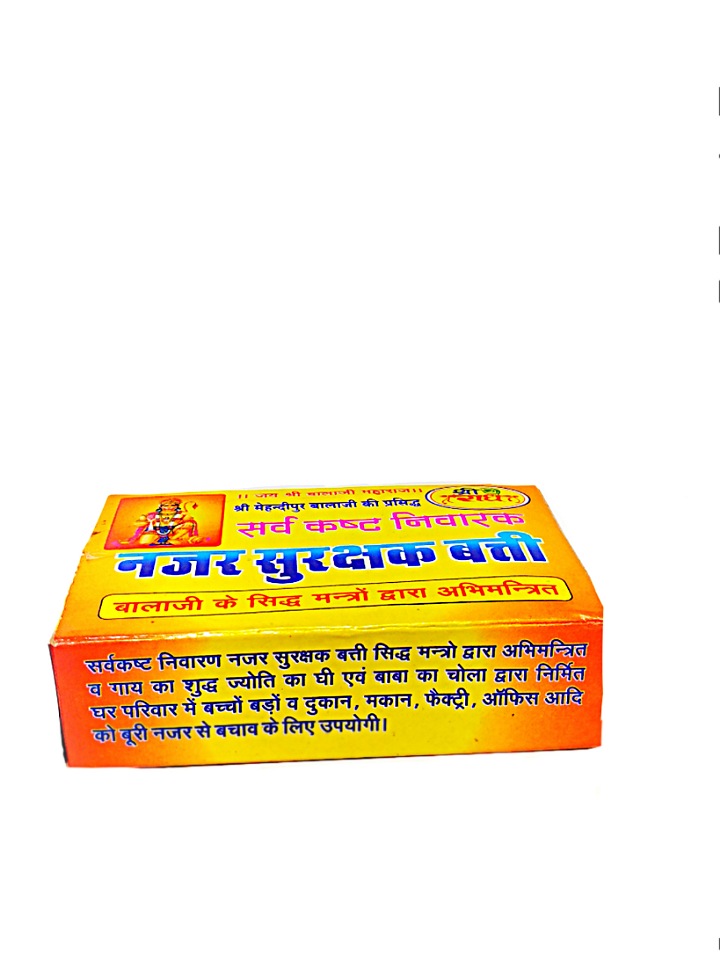 ।। जय श्री बालाजी महाराज।।
श्री राधे
श्री मेहन्दीपुर बालाजी की प्रसिद्ध
सर्व कष्ट निवारक
नजर सुरक्षक बत्ती
बालाजी के सिद्ध मन्त्रों द्वारा अभिमन्त्रित
सर्वकष्ट निवारण नजर सुरक्षक बत्ती सिद्ध मन्त्रो द्वारा अभिमन्त्रित
व गाय का शुद्ध ज्योति का घी एवं बाबा का चोला द्वारा निर्मित
घर परिवार में बच्चों बड़ों व दुकान, मकान, फैक्ट्री, ऑफिस आदि
को बूरी नजर से बचाव के लिए उपयोगी।